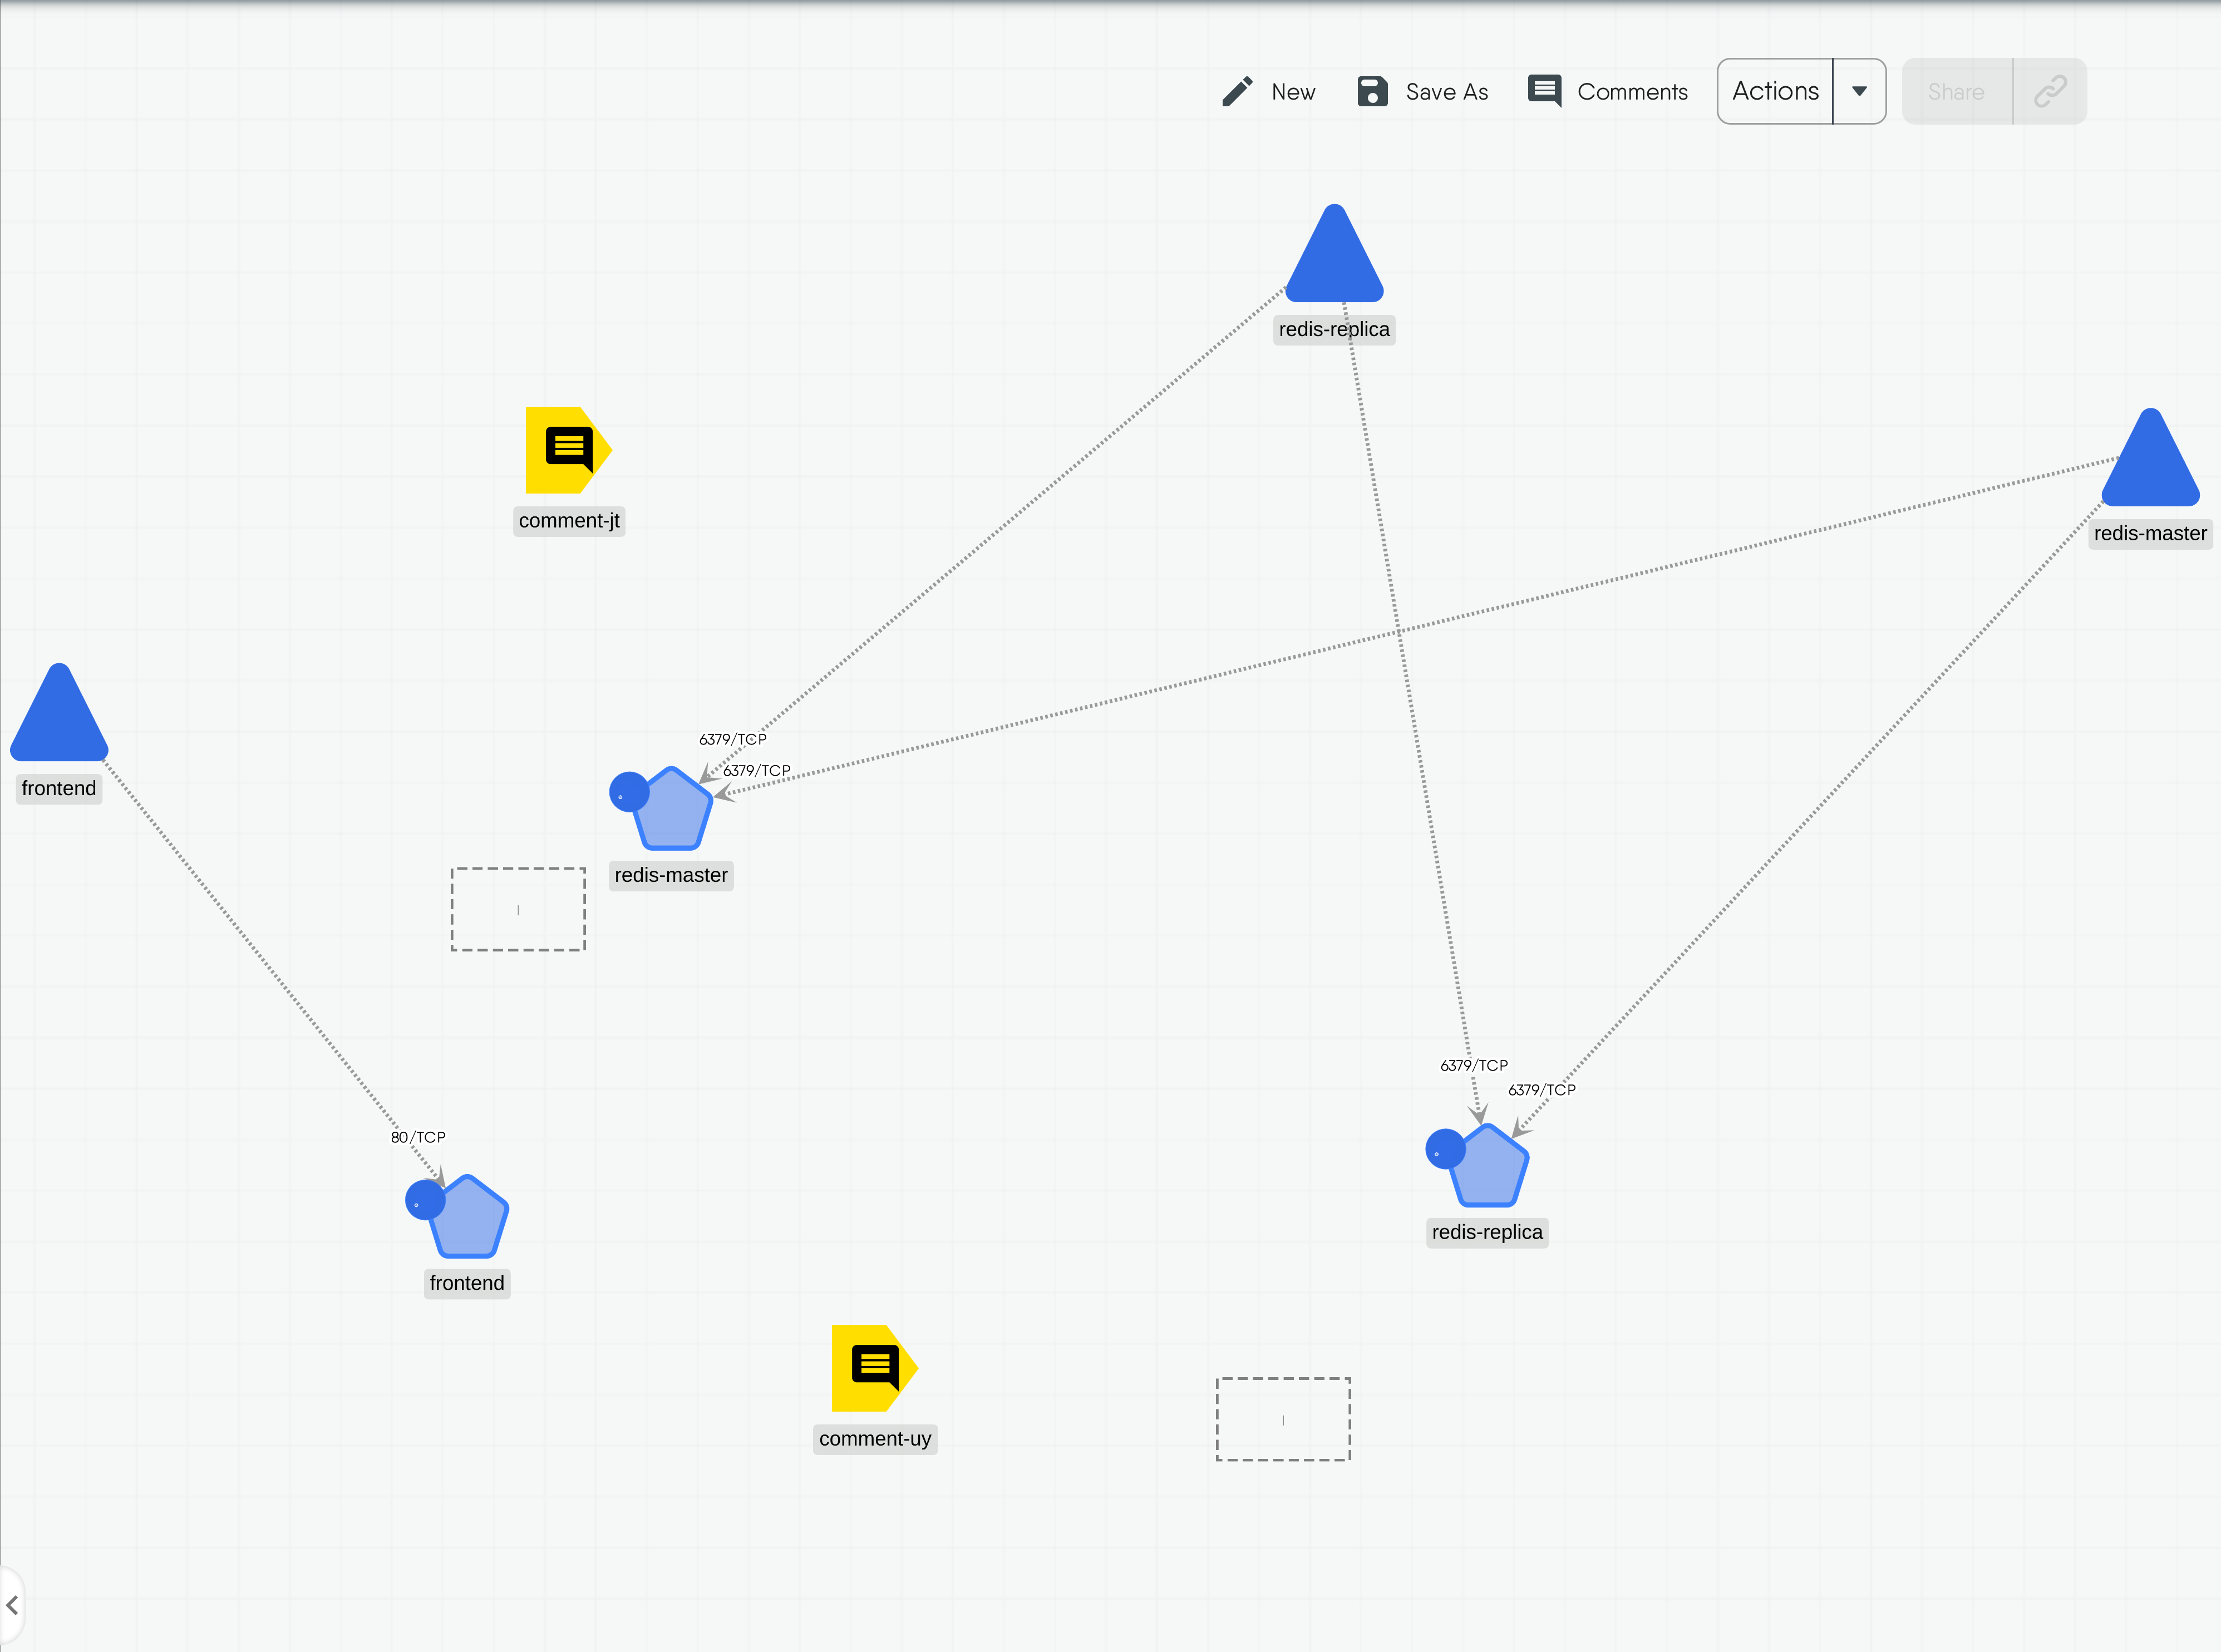 New
Save As
Comments
Actions
Share
redis-replica
comment-jt
redis-master
frontend
6379/TCP
6379/TCP
redis-master
6379/TCP
6379/TCP
80/TCP
redis-replica
frontend
comment-uy